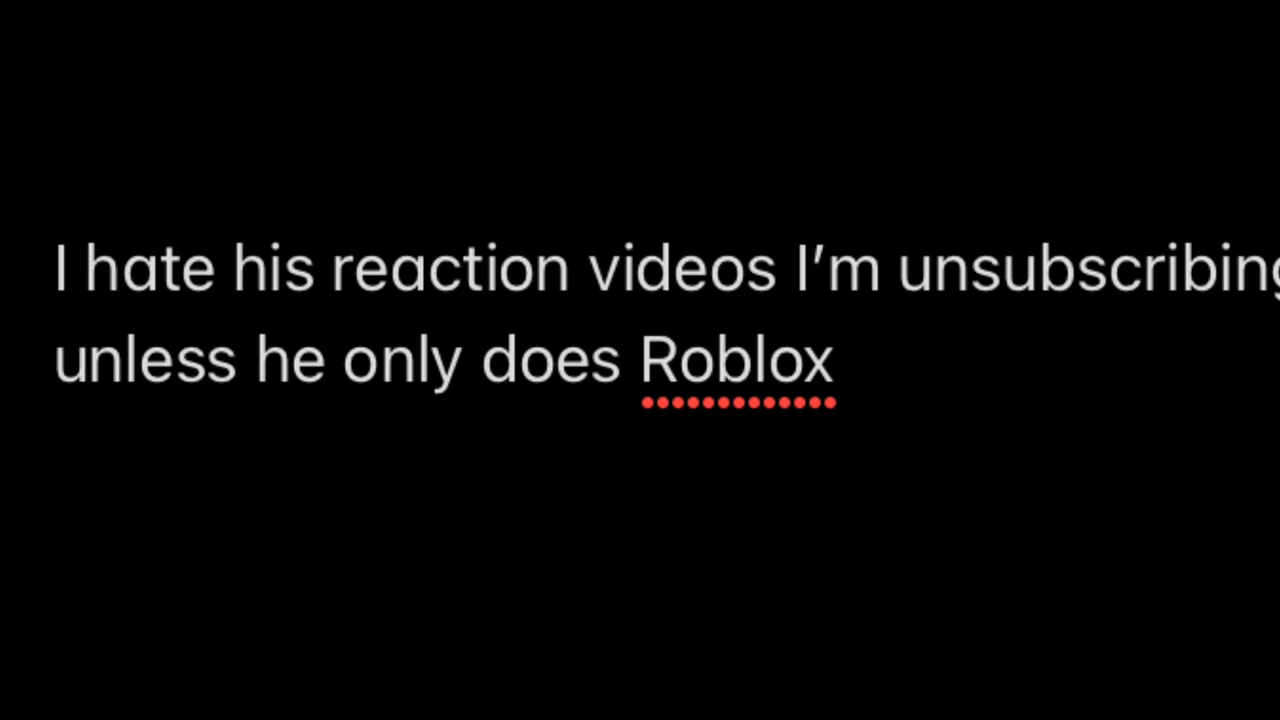 I hate his reaction videos I’m unsubscribing
unless he only does Roblox